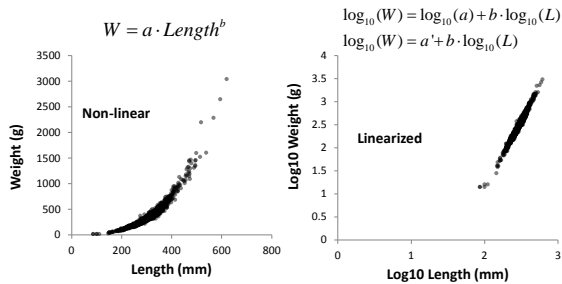 W = a · Length^b
Non-linear
Weight (g)
3500
3000
2500
2000
1500
1000
500
0
0 200 400 600 800
Length (mm)
log10(W) = log10(a) + b · log10(L)
log10(W) = a' + b · log10(L)
Linearized
Log10 Weight (g)
4
3.5
3
2.5
2
1.5
1
0.5
0
0 1 2 3
Log10 Length (mm)